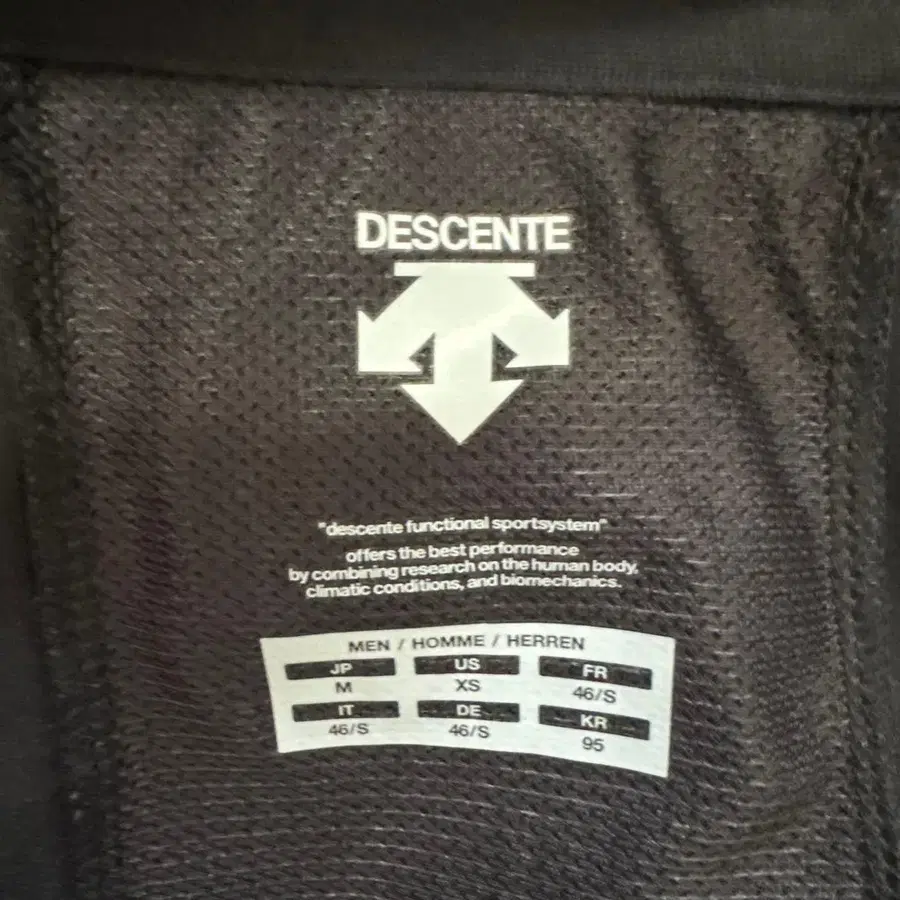 DESCENTE
"descente functional sportsystem"
offers the best performance
by combining research on the human body,
climatic conditions, and biomechanics.
MEN / HOMME / HERREN
JP US FR
M XS 46/S
IT DE KR
46/S 46/S 95